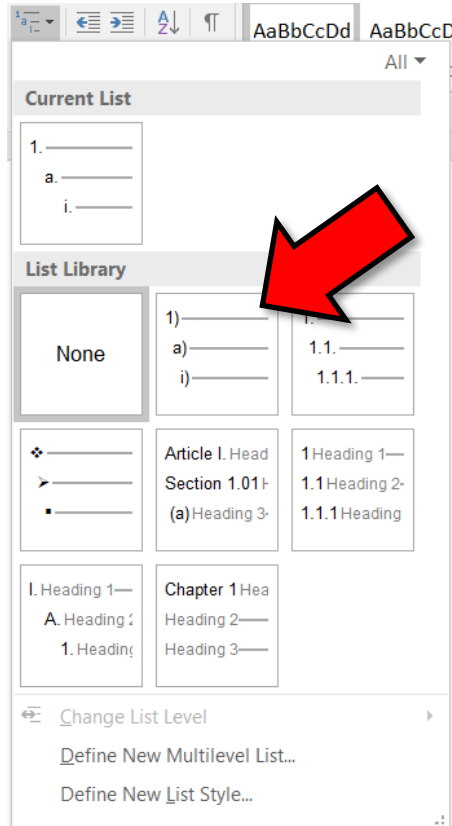 AaBbCcDd AaBbCcD
All
Current List
1.
a.
i.
List Library
None
1)
a)
i)
1.
1.1.
1.1.1.
Article I. Head
Section 1.01
(a) Heading 3
1 Heading 1
1.1 Heading 2
1.1.1 Heading
I. Heading 1
A. Heading 2
1. Heading
Chapter 1 Hea
Heading 2
Heading 3
Change List Level
Define New Multilevel List...
Define New List Style...